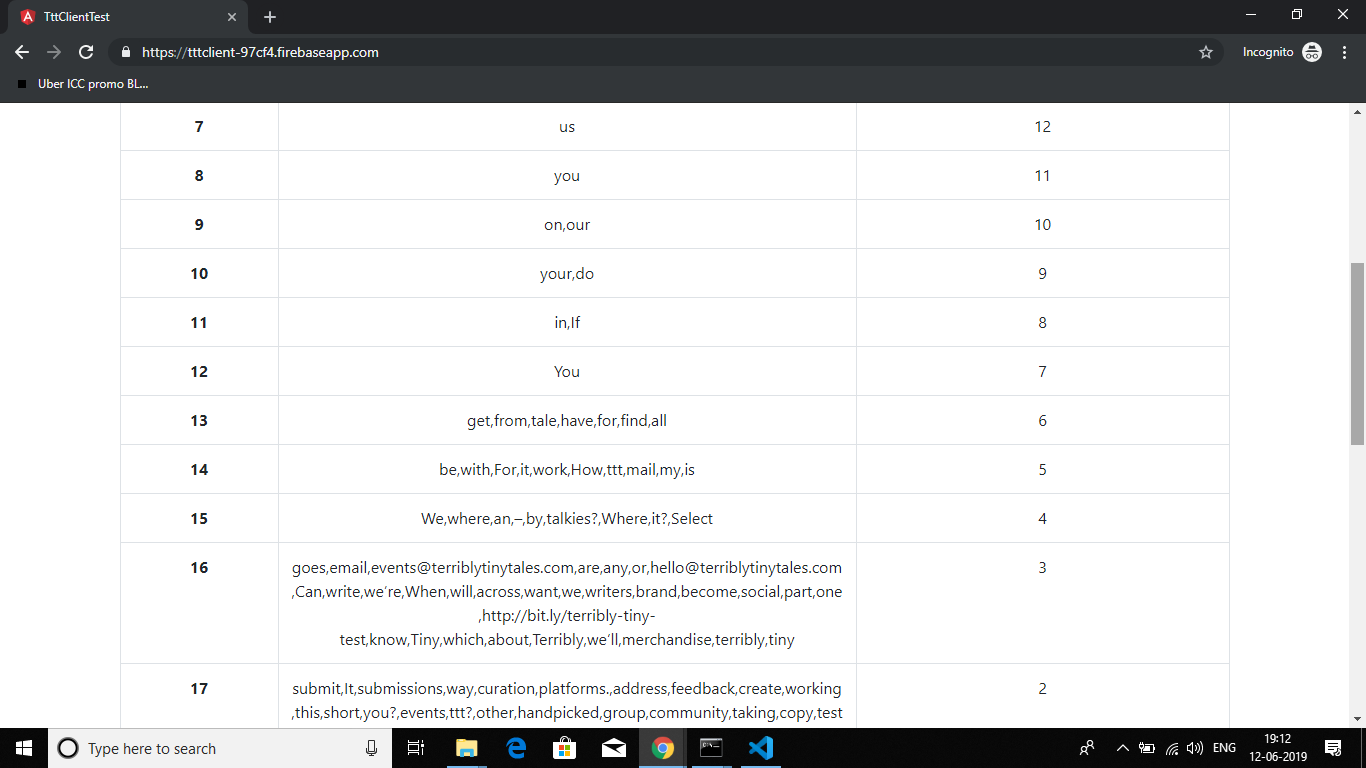 TttClientTest
https://tttclient-97cf4.firebaseapp.com
Incognito
Uber ICC promo BL...
7 us 12
8 you 11
9 on,our 10
10 your,do 9
11 in,If 8
12 You 7
13 get,from,tale,have,for,find,all 6
14 be,with,For,it,work,How,ttt,mail,my,is 5
15 We,where,an,–,by,talkies?,Where,it?,Select 4
16 goes,email,events@terriblytinytales.com,are,any,or,hello@terriblytinytales.com 3
,Can,write,we’re,When,will,across,want,we,writers,brand,become,social,part,one
,http://bit.ly/terribly-tiny-
test,know,Tiny,which,about,Terribly,we’ll,merchandise,terribly,tiny
17 submit,It,submissions,way,curation,platforms.,address,feedback,create,working 2
,this,short,you?,events,ttt?,other,handpicked,group,community,taking,copy,test
Type here to search
ENG
19:12
12-06-2019